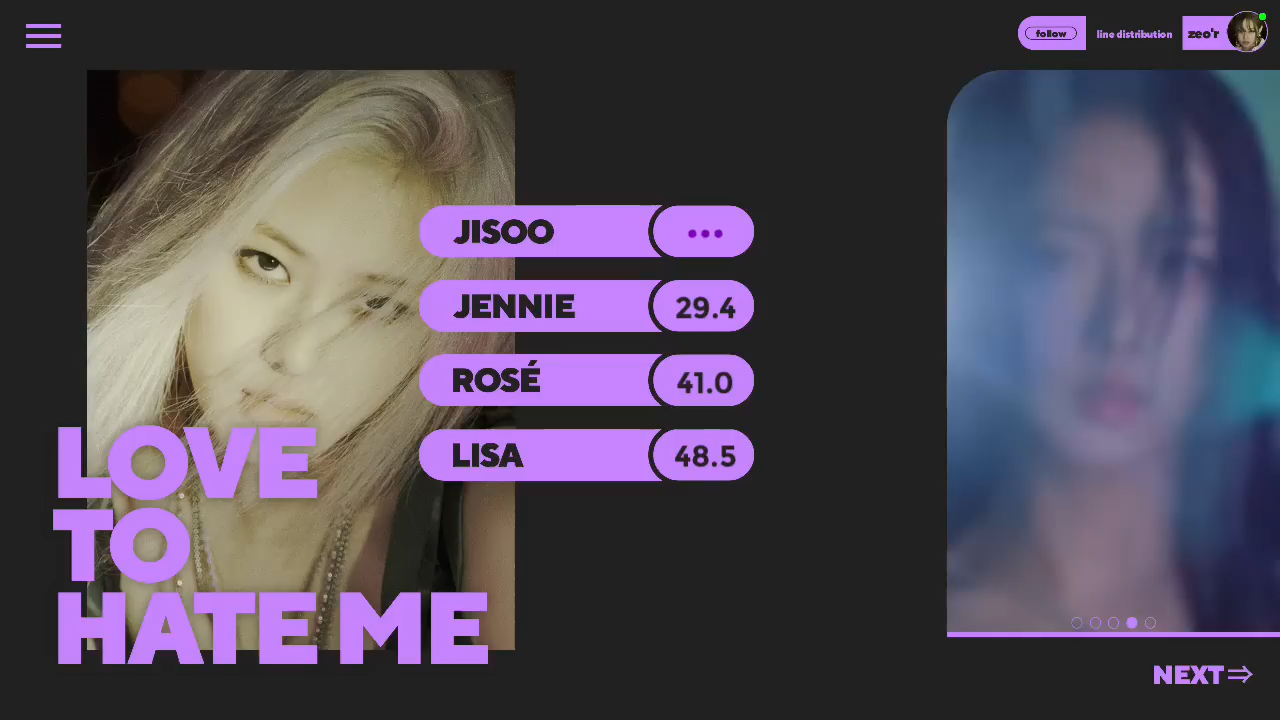 follow
line distribution
zeo'r
JISOO
•••
JENNIE
29.4
ROSÉ
41.0
LISA
48.5
LOVE
TO
HATE ME
NEXT⇒